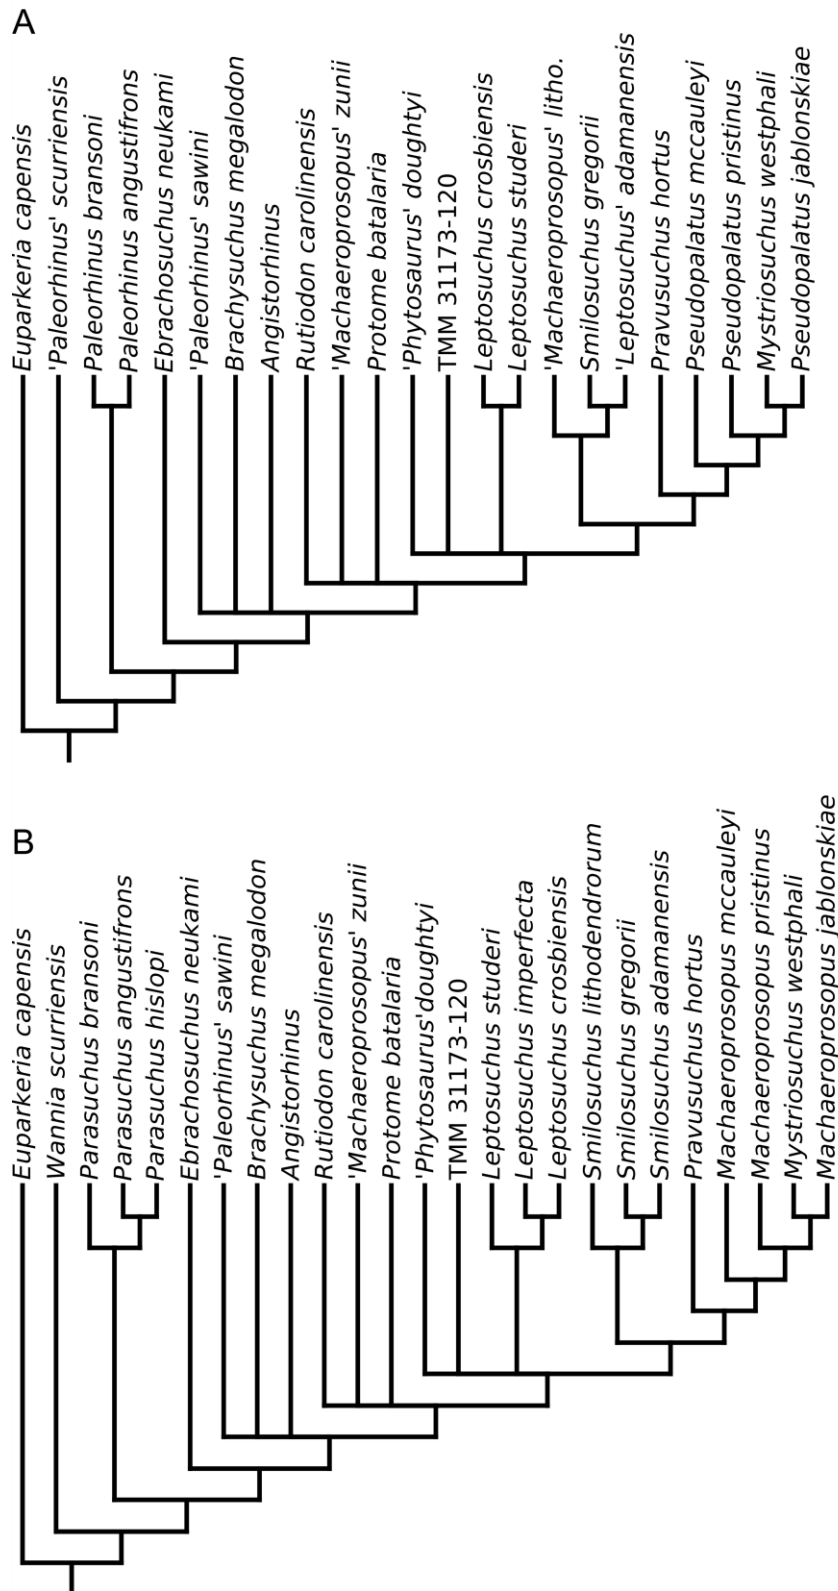 A
Euparkeria capensis
'Paleorhinus' scurriensis
Paleorhinus bransoni
Paleorhinus angustifrons
Ebrachosuchus neukami
'Paleorhinus' sawini
Brachysuchus megalodon
Angistorhinus
Rutiodon carolinensis
'Machaeroprosopus' zunii
Protome batalaria
'Phytosaurus' doughtyi
TMM 31173-120
Leptosuchus crosbiensis
Leptosuchus studeri
'Machaeroprosopus' litho.
Smilosuchus gregorii
'Leptosuchus' adamanensis
Pravusuchus hortus
Pseudopalatus mccauleyi
Pseudopalatus pristinus
Mystriosuchus westphali
Pseudopalatus jablonskiae
B
Euparkeria capensis
Wannia scurriensis
Parasuchus bransoni
Parasuchus angustifrons
Parasuchus hislopi
Ebrachosuchus neukami
'Paleorhinus' sawini
Brachysuchus megalodon
Angistorhinus
Rutiodon carolinensis
'Machaeroprosopus' zunii
Protome batalaria
'Phytosaurus'doughtyi
TMM 31173-120
Leptosuchus studeri
Leptosuchus imperfecta
Leptosuchus crosbiensis
Smilosuchus lithodendrorum
Smilosuchus gregorii
Smilosuchus adamanensis
Pravusuchus hortus
Machaeroprosopus mccauleyi
Machaeroprosopus pristinus
Mystriosuchus westphali
Machaeroprosopus jablonskiae